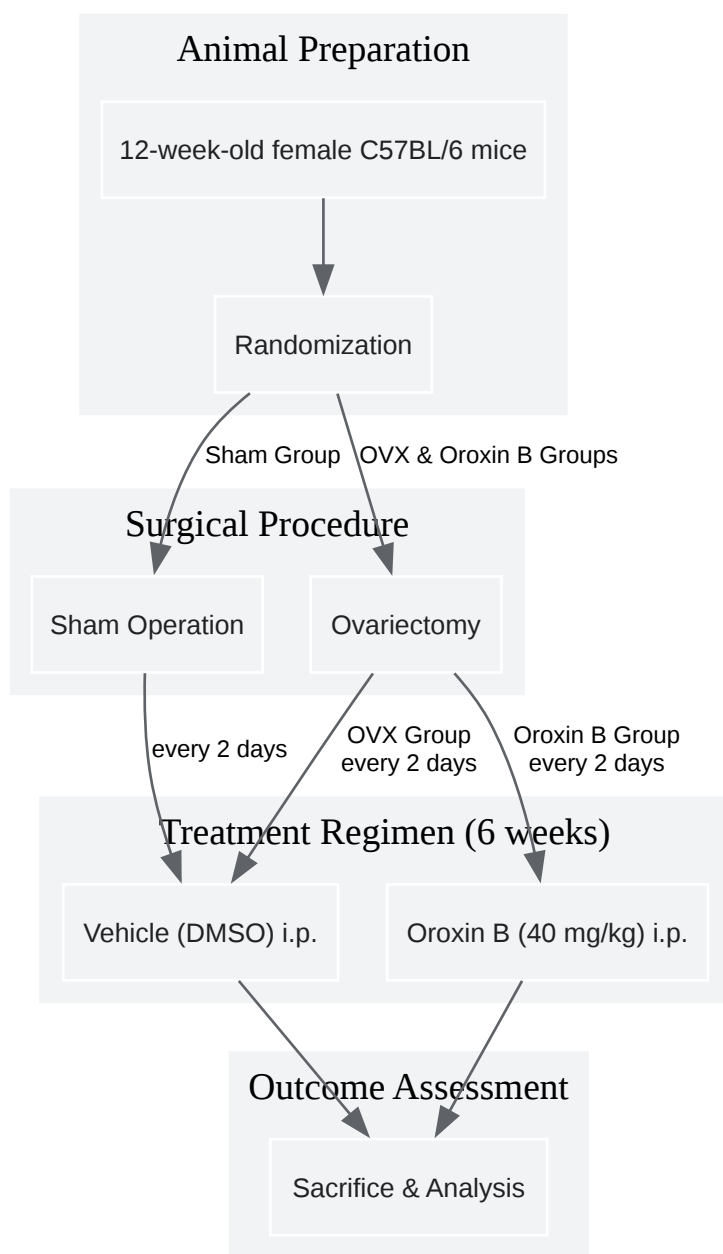 Animal Preparation
12-week-old female C57BL/6 mice
Randomization
Sham Group
OVX & Oroxin B Groups
Surgical Procedure
Sham Operation
Ovariectomy
every 2 days
OVX Group
every 2 days
Oroxin B Group
every 2 days
Treatment Regimen (6 weeks)
Vehicle (DMSO) i.p.
Oroxin B (40 mg/kg) i.p.
Outcome Assessment
Sacrifice & Analysis